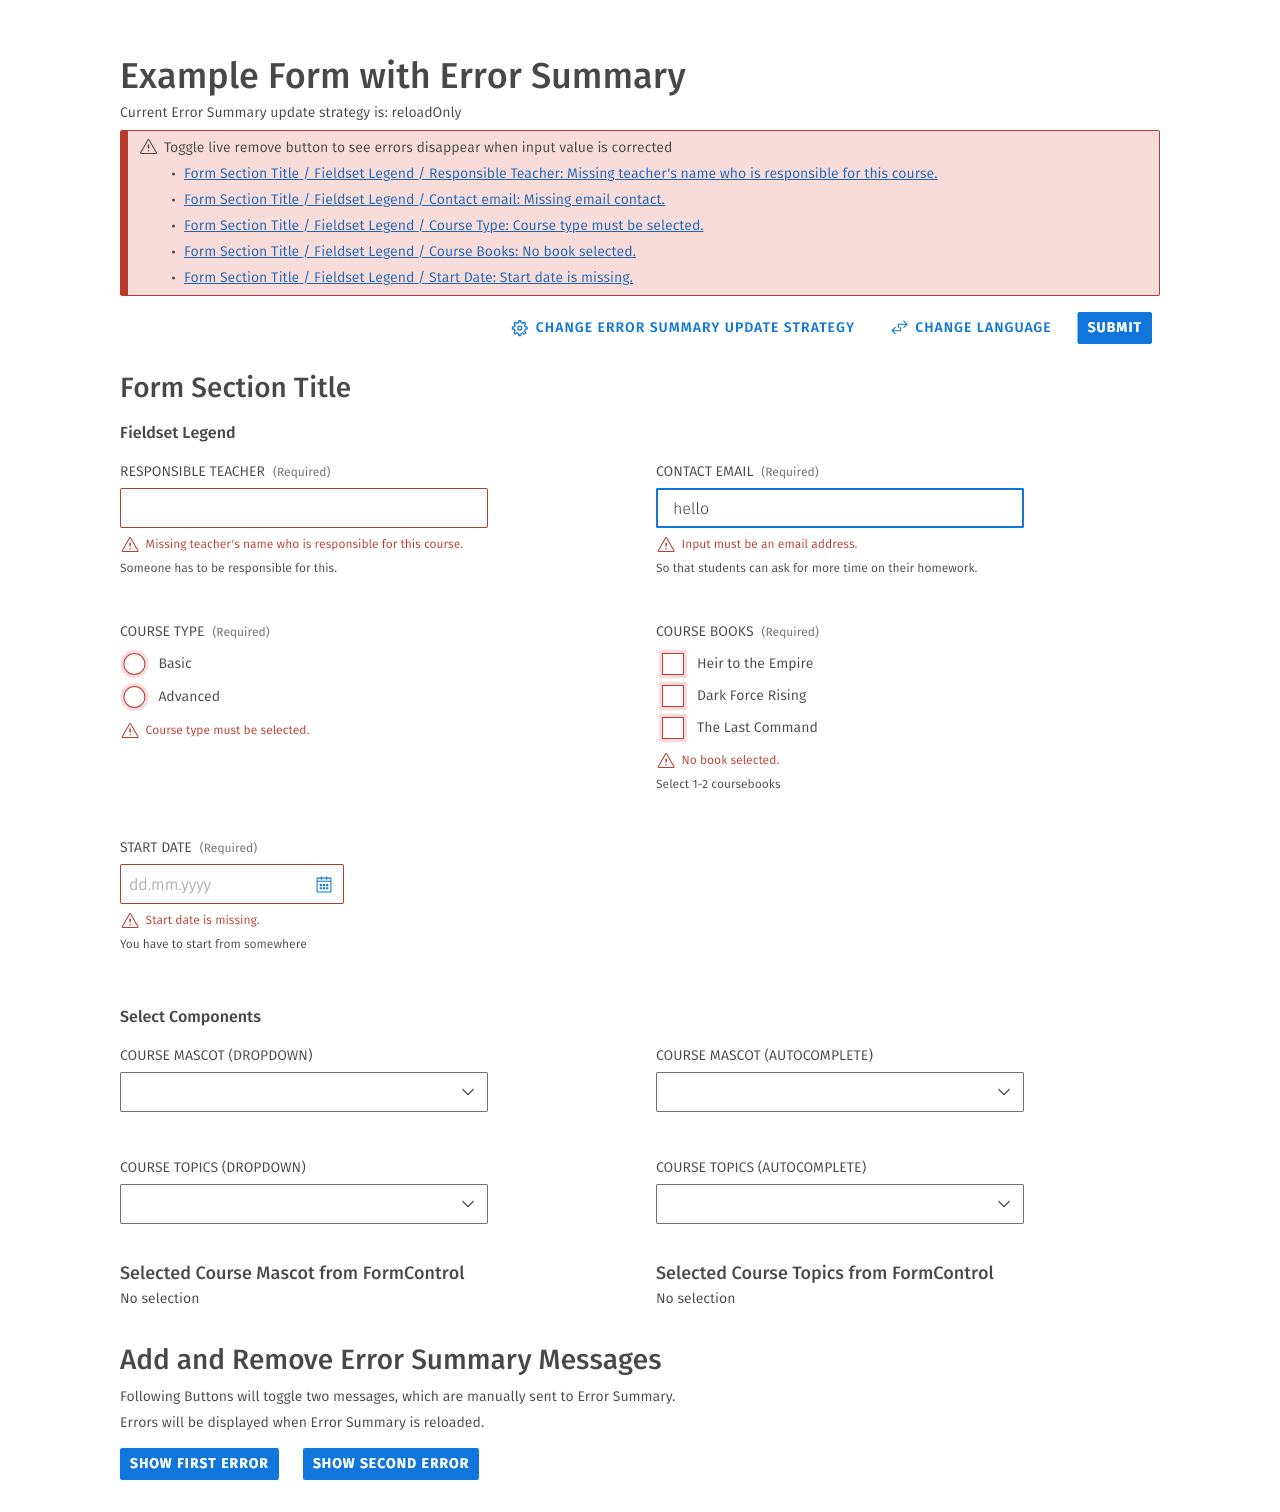 Example Form with Error Summary
Current Error Summary update strategy is: reloadOnly
Toggle live remove button to see errors disappear when input value is corrected
• Form Section Title / Fieldset Legend / Responsible Teacher: Missing teacher's name who is responsible for this course.
• Form Section Title / Fieldset Legend / Contact email: Missing email contact.
• Form Section Title / Fieldset Legend / Course Type: Course type must be selected.
• Form Section Title / Fieldset Legend / Course Books: No book selected.
• Form Section Title / Fieldset Legend / Start Date: Start date is missing.
CHANGE ERROR SUMMARY UPDATE STRATEGY CHANGE LANGUAGE SUBMIT
Form Section Title
Fieldset Legend
RESPONSIBLE TEACHER (Required)
Missing teacher's name who is responsible for this course.
Someone has to be responsible for this.
CONTACT EMAIL (Required)
hello
Input must be an email address.
So that students can ask for more time on their homework.
COURSE TYPE (Required)
Basic
Advanced
Course type must be selected.
COURSE BOOKS (Required)
Heir to the Empire
Dark Force Rising
The Last Command
No book selected.
Select 1-2 coursebooks
START DATE (Required)
dd.mm.yyyy
Start date is missing.
You have to start from somewhere
Select Components
COURSE MASCOT (DROPDOWN)
COURSE MASCOT (AUTOCOMPLETE)
COURSE TOPICS (DROPDOWN)
COURSE TOPICS (AUTOCOMPLETE)
Selected Course Mascot from FormControl
No selection
Selected Course Topics from FormControl
No selection
Add and Remove Error Summary Messages
Following Buttons will toggle two messages, which are manually sent to Error Summary.
Errors will be displayed when Error Summary is reloaded.
SHOW FIRST ERROR SHOW SECOND ERROR